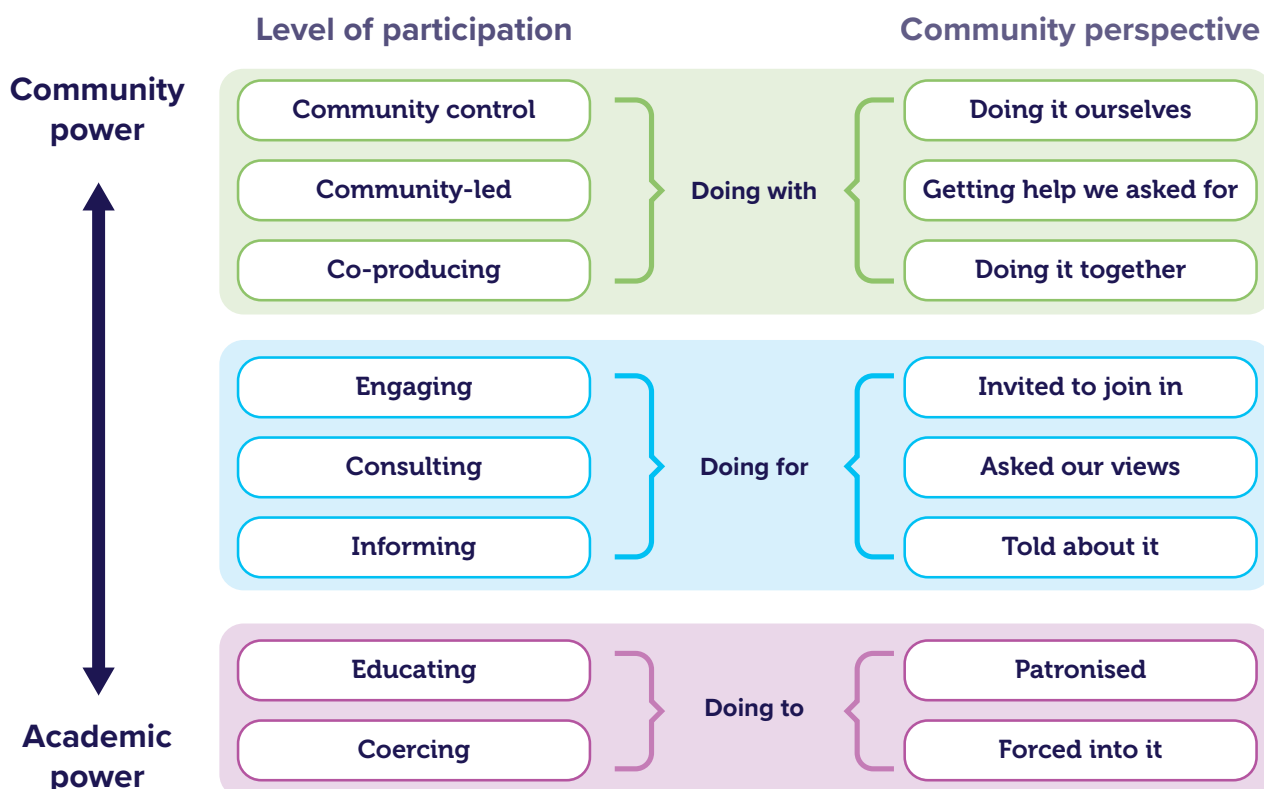 Level of participation
Community perspective
Community
power
Community control
Doing it ourselves
Community-led
Doing with
Getting help we asked for
Co-producing
Doing it together
Engaging
Invited to join in
Consulting
Doing for
Asked our views
Informing
Told about it
Educating
Patronised
Doing to
Coercing
Forced into it
Academic
power